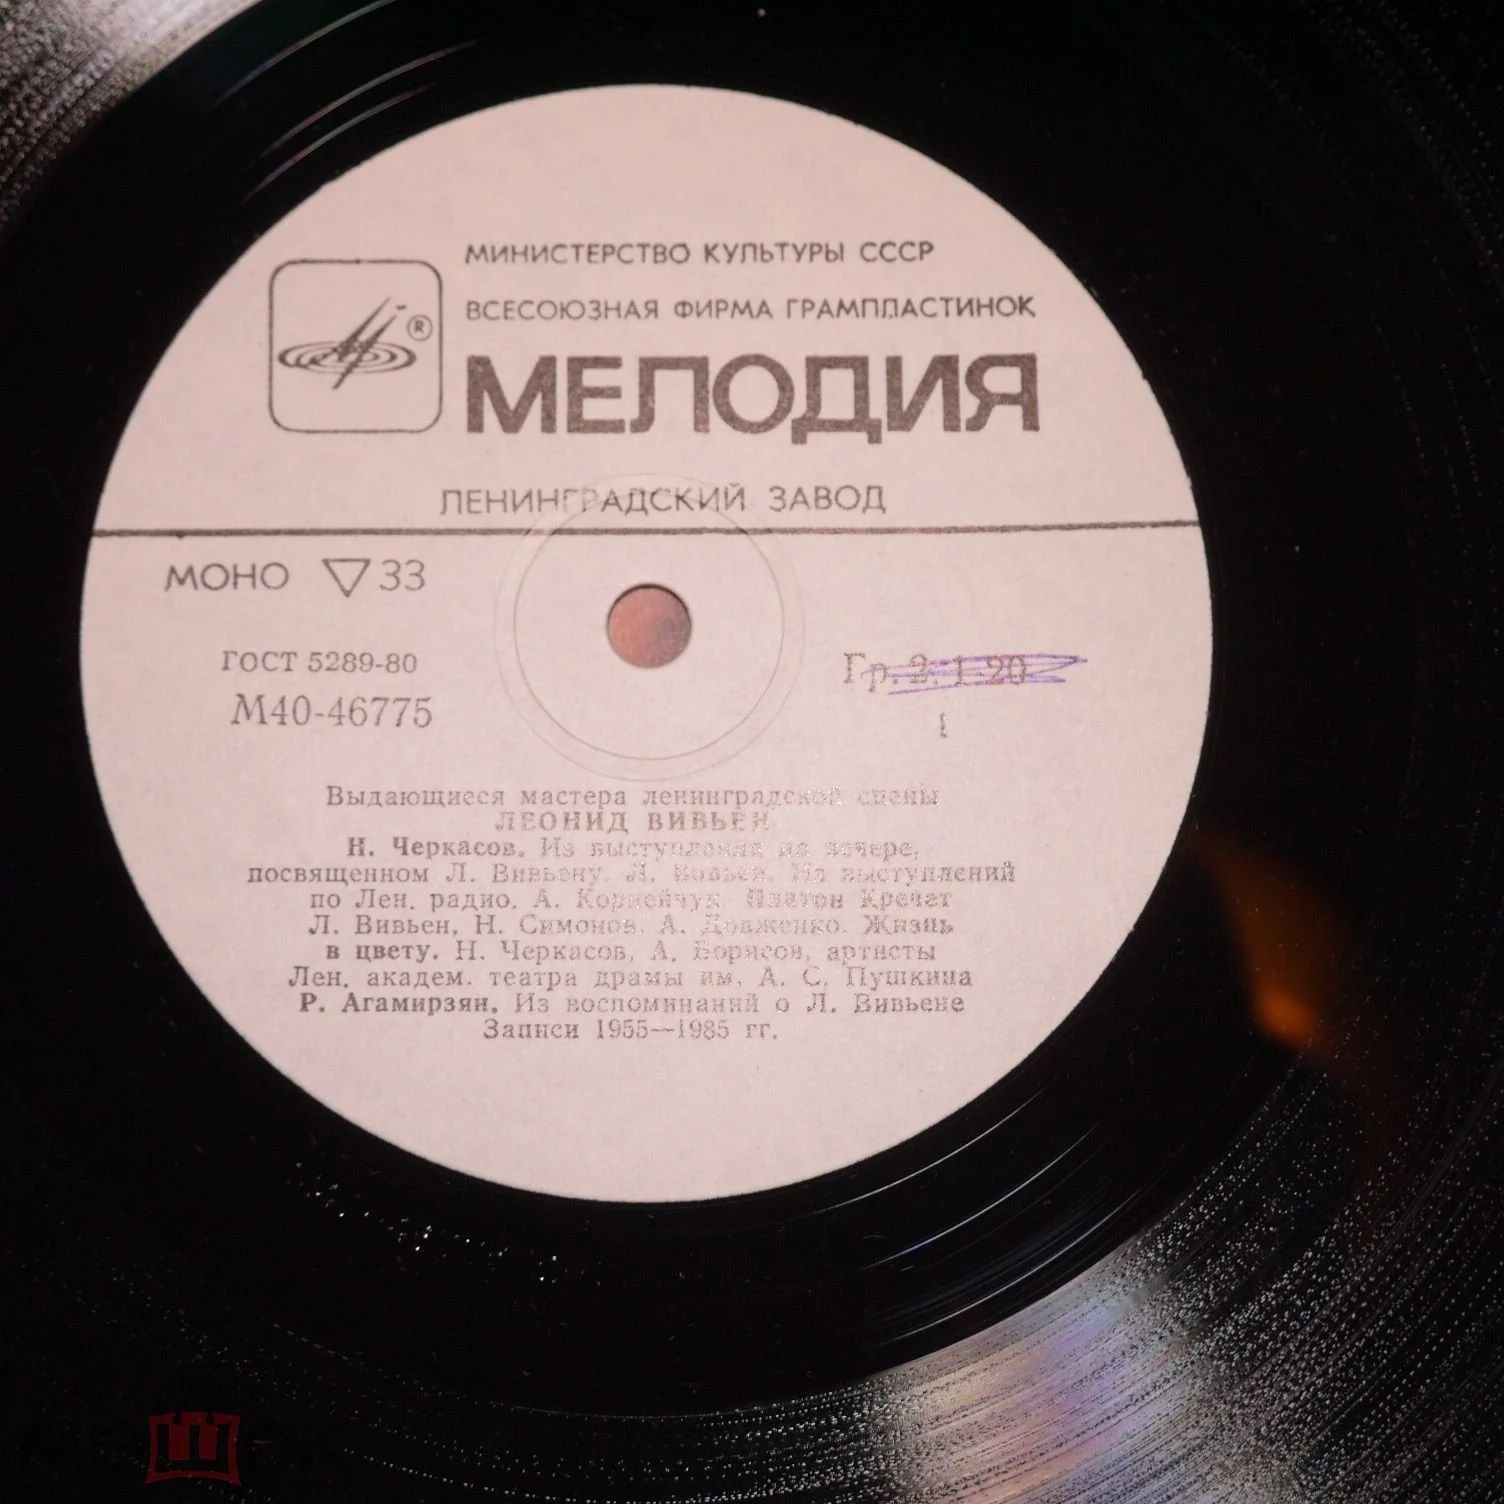 МИНИСТЕРСТВО КУЛЬТУРЫ СССР
ВСЕСОЮЗНАЯ ФИРМА ГРАМПЛАСТИНОК
®
МЕЛОДИЯ
ЛЕНИНГРАДСКИЙ ЗАВОД
МОНО ▽33
ГОСТ 5289-80
Гр. 2. 1-20
М40-46775
Выдающиеся мастера ленинградской сцены
ЛЕОНИД ВИВЬЕН
Н. Черкасов. Из выступления на вечере,
посвященном Л. Вивьену. Л. Вивьен. Из выступлений
по Лен. радио. А. Корнейчук. Платон Кречет
Л. Вивьен, Н. Симонов. А. Довженко. Жизнь
в цвету. Н. Черкасов, А. Борисов, артисты
Лен. академ. театра драмы им. А. С. Пушкина
Р. Агамирзян. Из воспоминаний о Л. Вивьене
Записи 1955—1985 гг.